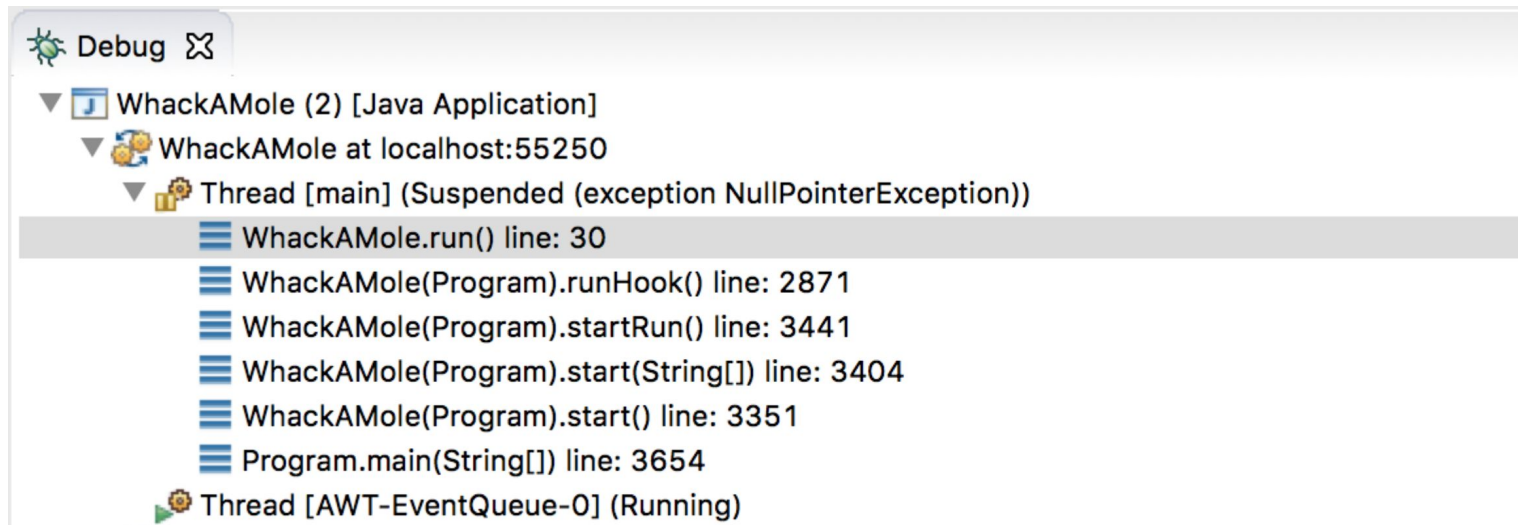 Debug
WhackAMole (2) [Java Application]
WhackAMole at localhost:55250
Thread [main] (Suspended (exception NullPointerException))
WhackAMole.run() line: 30
WhackAMole(Program).runHook() line: 2871
WhackAMole(Program).startRun() line: 3441
WhackAMole(Program).start(String[]) line: 3404
WhackAMole(Program).start() line: 3351
Program.main(String[]) line: 3654
Thread [AWT-EventQueue-0] (Running)